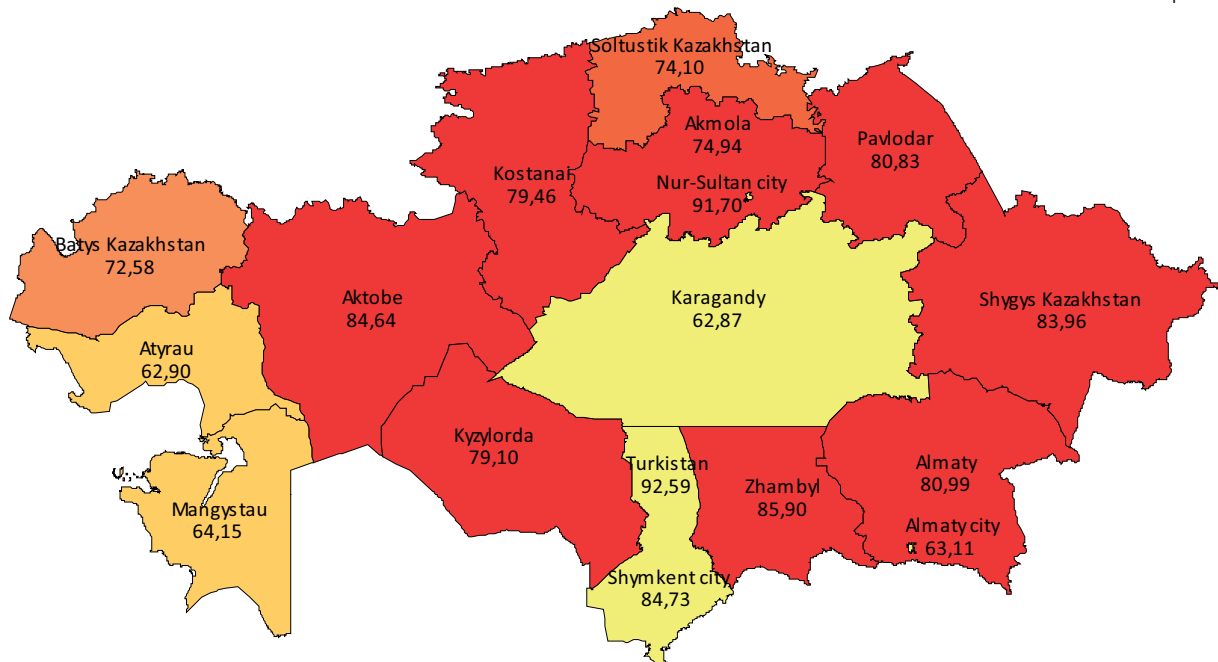 Soltustik Kazakhstan
74,10
Akmola
74,94
Pavlodar
80,83
Kostanai
79,46
Nur-Sultan city
91,70
Batys Kazakhstan
72,58
Aktobe
84,64
Karagandy
62,87
Shygys Kazakhstan
83,96
Atyrau
62,90
Kyzylorda
79,10
Turkistan
92,59
Zhambyl
85,90
Almaty
80,99
Mangystau
64,15
Almaty city
63,11
Shymkent city
84,73